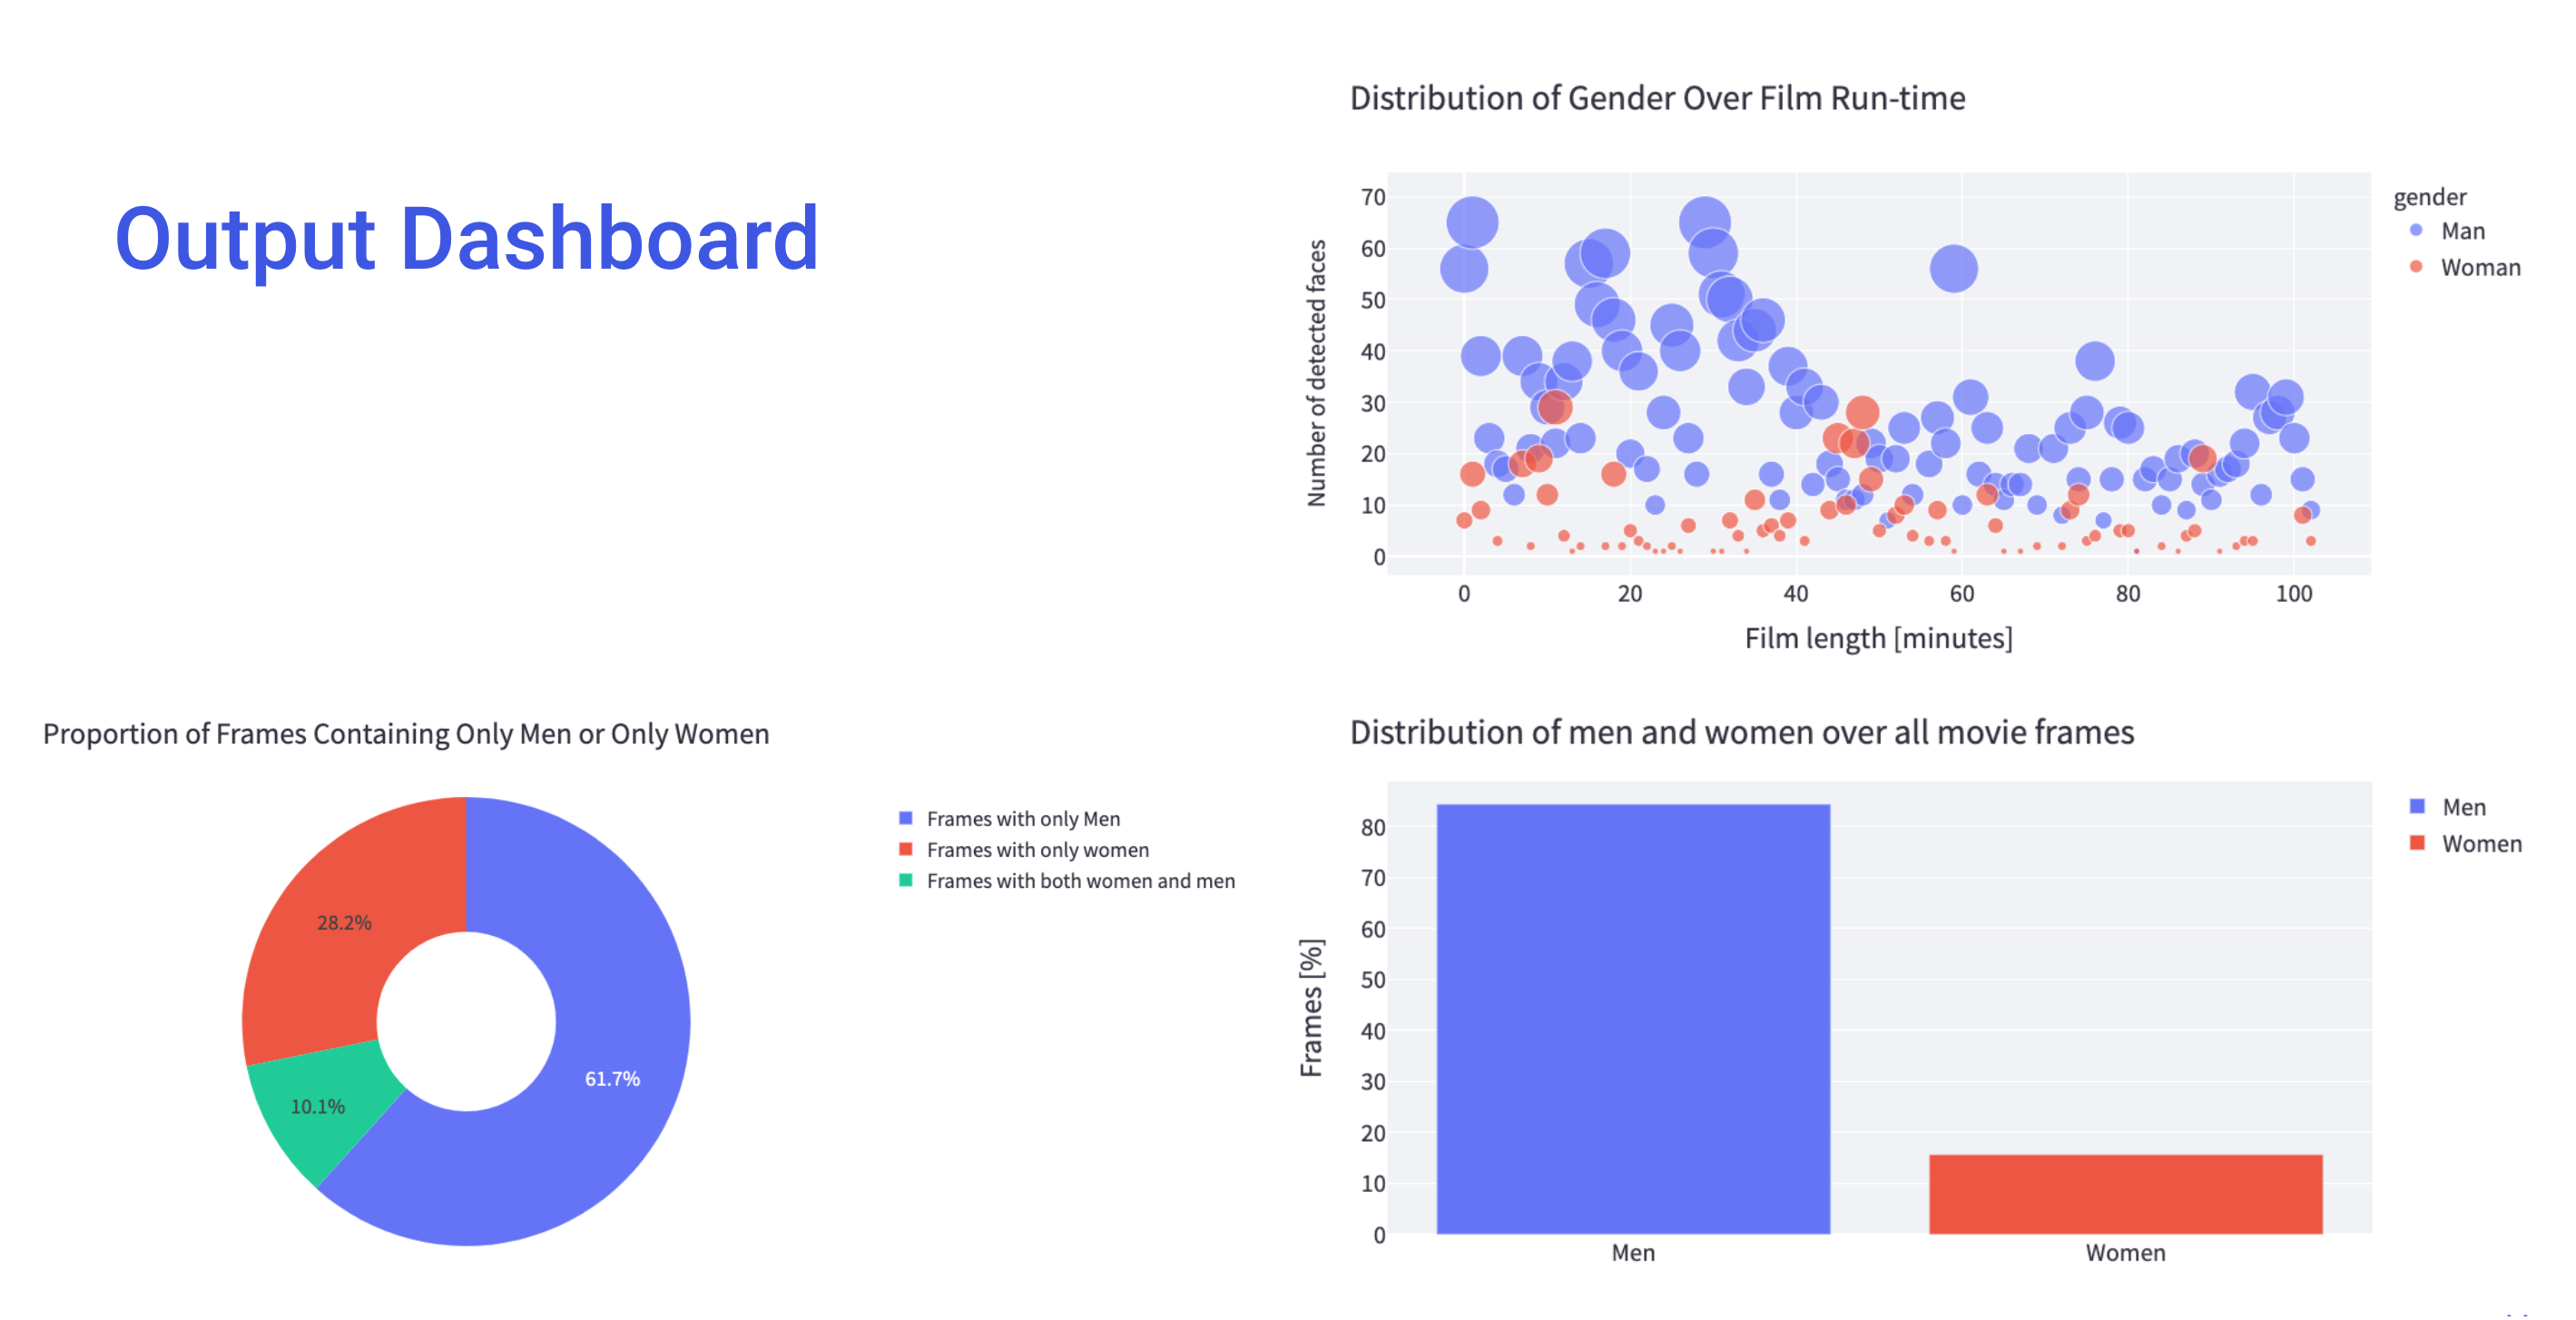 Output Dashboard
Distribution of Gender Over Film Run-time
Number of detected faces
70
60
50
40
30
20
10
0
0 20 40 60 80 100
Film length [minutes]
gender
Man
Woman
Proportion of Frames Containing Only Men or Only Women
28.2%
10.1%
61.7%
Frames with only Men
Frames with only women
Frames with both women and men
Distribution of men and women over all movie frames
Frames [%]
80
70
60
50
40
30
20
10
0
Men Women
Men
Women